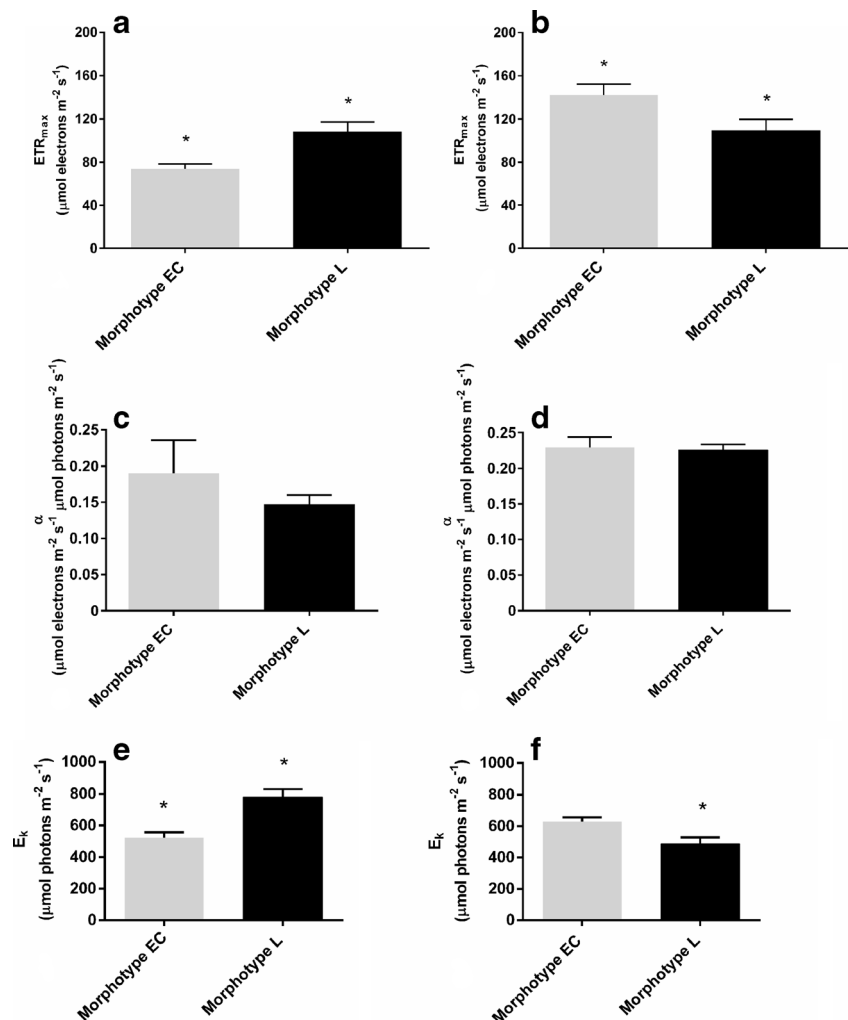 a
200
160
120
80
40
0
ETRmax
(μmol electrons m⁻² s⁻¹)
*
*
Morphotype EC
Morphotype L
b
200
160
120
80
40
0
ETRmax
(μmol electrons m⁻² s⁻¹)
*
*
Morphotype EC
Morphotype L
c
0.25
0.20
0.15
0.10
0.05
0
α
(μmol electrons m⁻² s⁻¹ μmol photons m⁻² s⁻¹)
Morphotype EC
Morphotype L
d
0.25
0.20
0.15
0.10
0.05
0
α
(μmol electrons m⁻² s⁻¹ μmol photons m⁻² s⁻¹)
Morphotype EC
Morphotype L
e
1000
800
600
400
200
0
Ek
(μmol photons m⁻² s⁻¹)
*
*
Morphotype EC
Morphotype L
f
1000
800
600
400
200
0
Ek
(μmol photons m⁻² s⁻¹)
*
Morphotype EC
Morphotype L